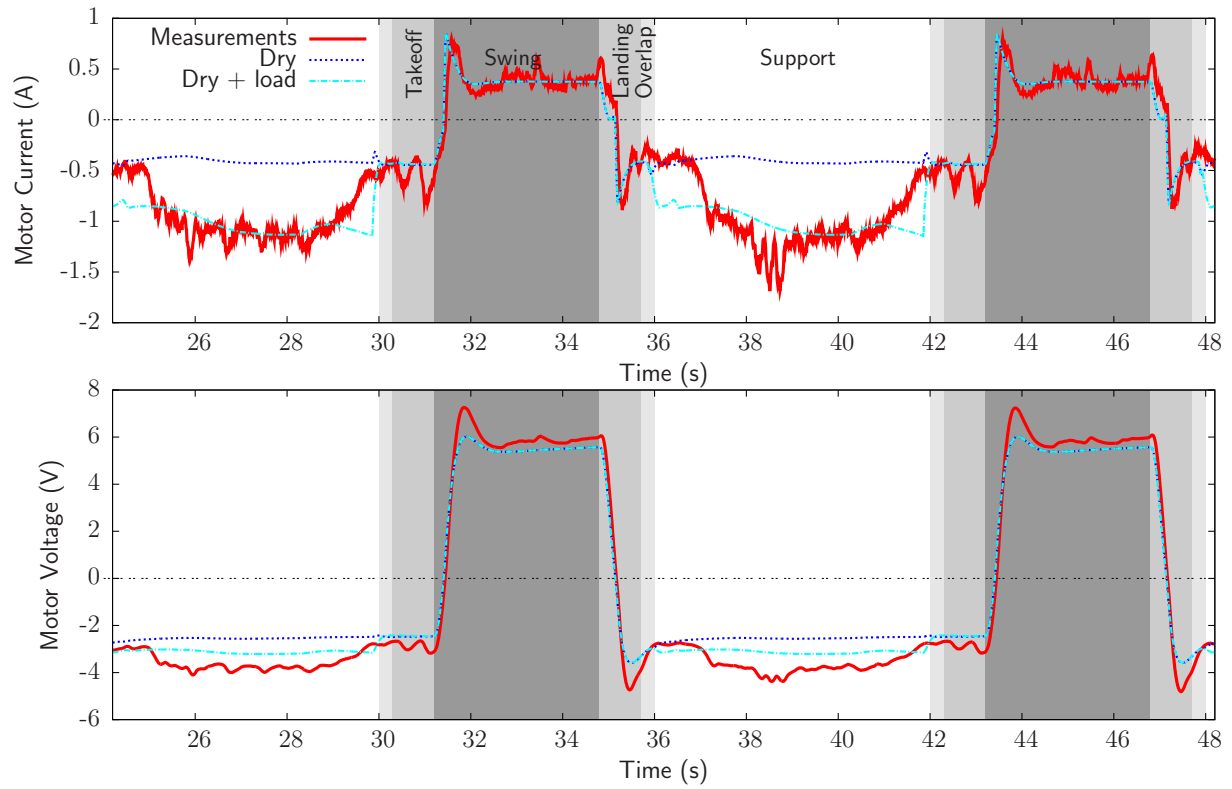 Motor Current (A)
1
0.5
0
-0.5
-1
-1.5
-2
Measurements
Dry
Dry + load
Takeoff
Swing
Landing
Overlap
Support
26 28 30 32 34 36 38 40 42 44 46 48
Time (s)
Motor Voltage (V)
8
6
4
2
0
-2
-4
-6
26 28 30 32 34 36 38 40 42 44 46 48
Time (s)